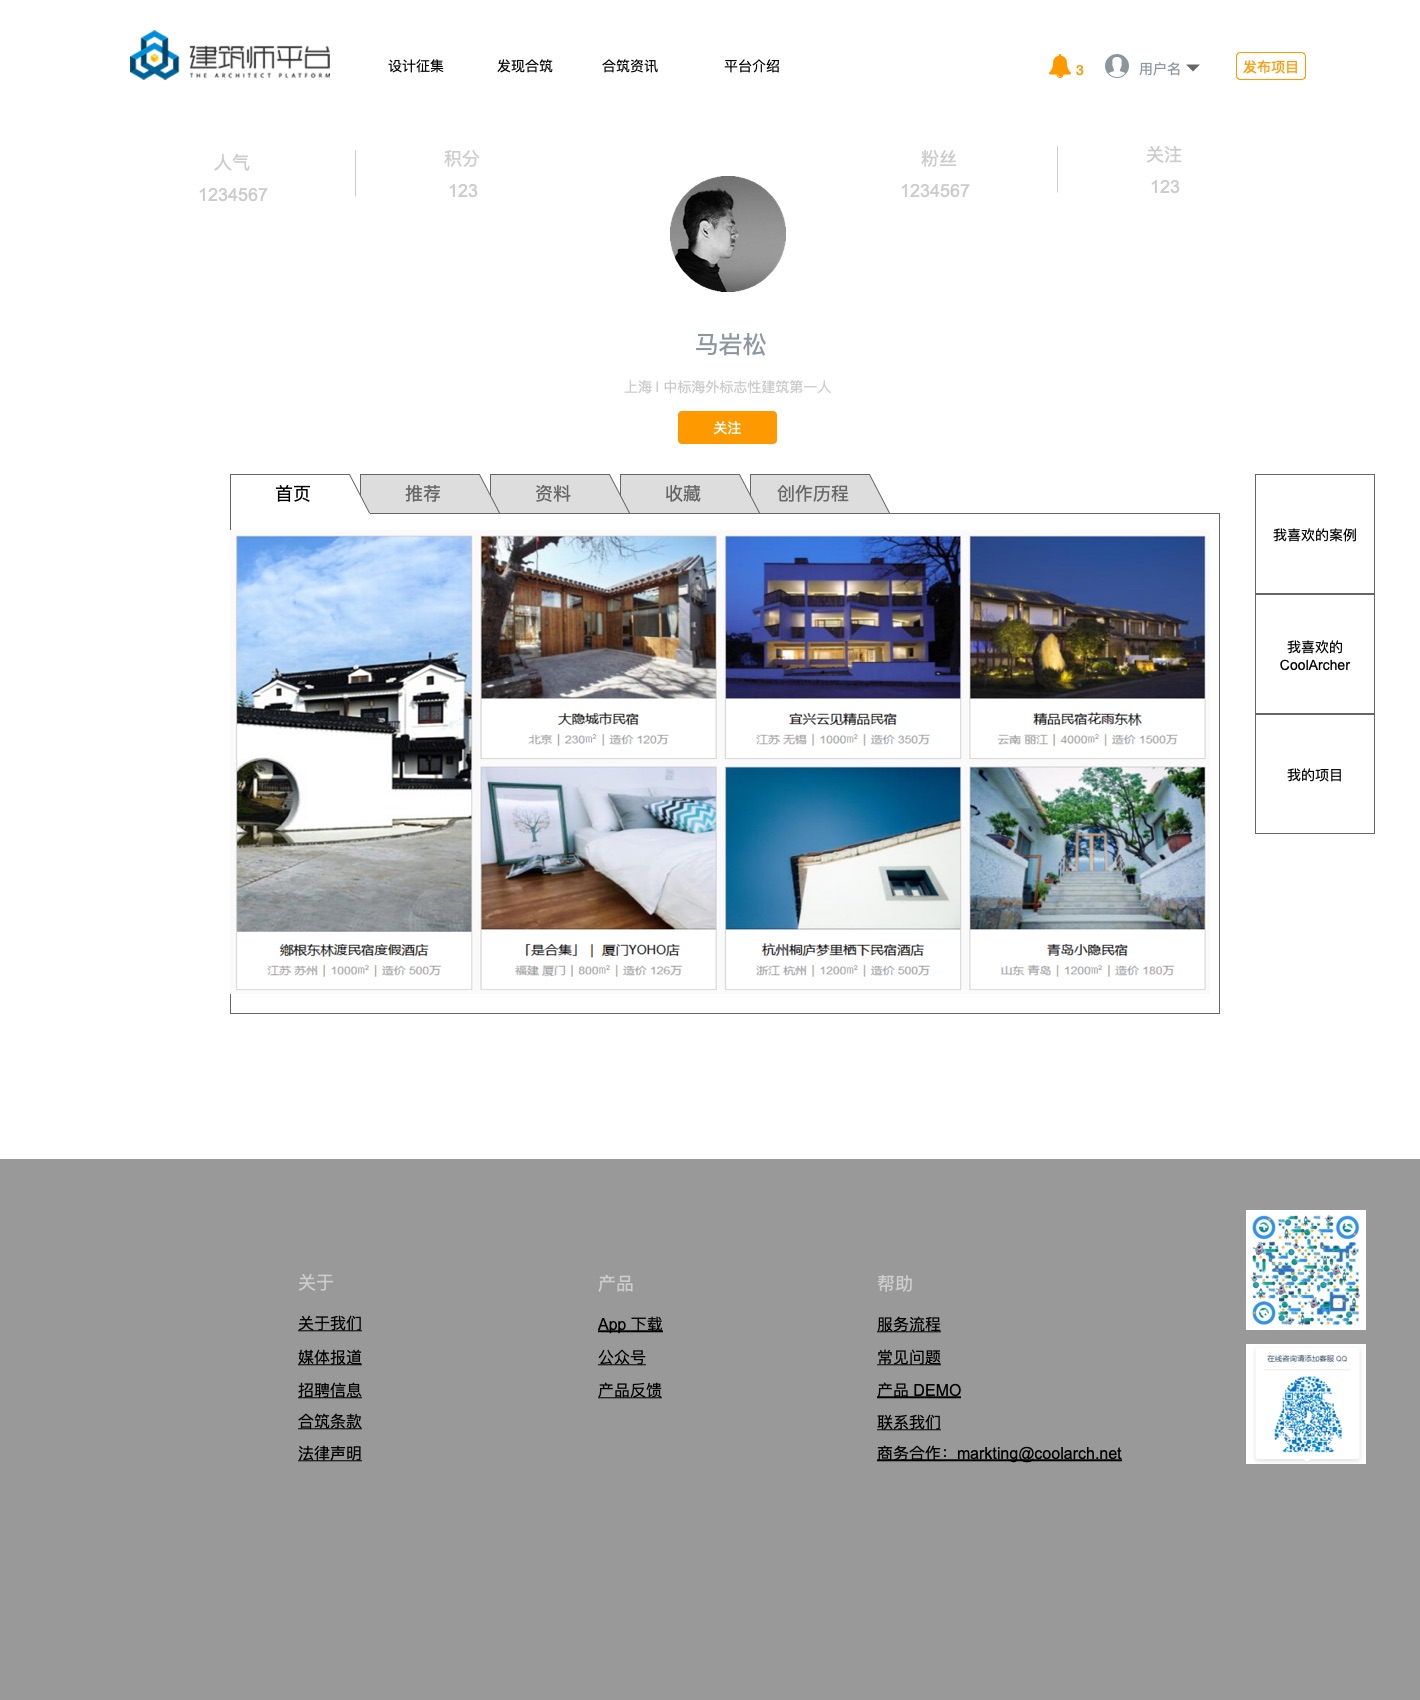 建筑师平台
THE ARCHITECT PLATFORM
设计征集
发现合筑
合筑资讯
平台介绍
3
用户名
发布项目
人气
1234567
积分
123
粉丝
1234567
关注
123
马岩松
上海 | 中标海外标志性建筑第一人
关注
首页
推荐
资料
收藏
创作历程
大隐城市民宿
北京 | 230m² | 造价 120万
宜兴云见精品民宿
江苏 无锡 | 1000m² | 造价 350万
精品民宿花雨东林
云南 丽江 | 4000m² | 造价 1500万
鄉根东林渡民宿度假酒店
江苏 苏州 | 1000m² | 造价 500万
「是合集」 | 厦门YOHO店
福建 厦门 | 800m² | 造价 126万
杭州桐庐梦里栖下民宿酒店
浙江 杭州 | 1200m² | 造价 500万
青岛小隐民宿
山东 青岛 | 1200m² | 造价 180万
我喜欢的案例
我喜欢的
CoolArcher
我的项目
关于
关于我们
媒体报道
招聘信息
合筑条款
法律声明
产品
App 下载
公众号
产品反馈
帮助
服务流程
常见问题
产品 DEMO
联系我们
商务合作：markting@coolarch.net
在线咨询请添加客服 QQ